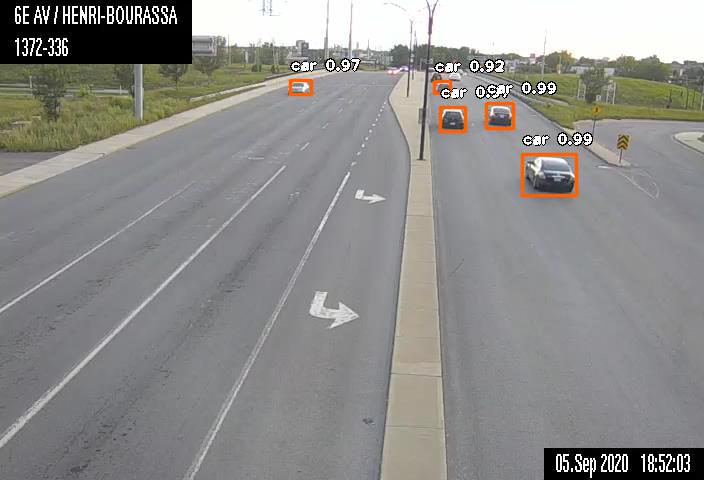 6E AV / HENRI-BOURASSA
1372-336
car 0.97
car 0.92
car 0.99
car 0.99
05.Sep 2020 18:52:03